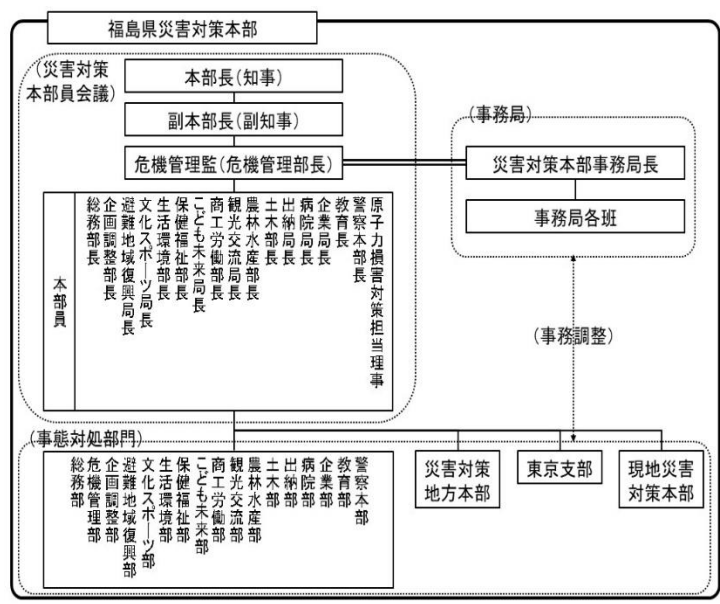 福島県災害対策本部
(災害対策
本部員会議)
本部長(知事)
副本部長(副知事)
危機管理監(危機管理部長)
(事務局)
災害対策本部事務局長
事務局各班
本部員
総務部長
企画調整部長
避難地域復興局長
文化スポーツ局長
生活環境部長
保健福祉部長
こども未来局長
商工労働部長
観光交流局長
農林水産部長
土木部長
出納局長
病院局長
企業局長
教育長
警察本部長
原子力損害対策担当理事
(事務調整)
(事態対処部門)
総務部
危機管理部
企画調整部
避難地域復興部
文化スポーツ部
生活環境部
保健福祉部
こども未来部
商工労働部
観光交流部
農林水産部
土木部
出納部
病院部
企業部
教育部
警察本部
災害対策
地方本部
東京支部
現地災害
対策本部